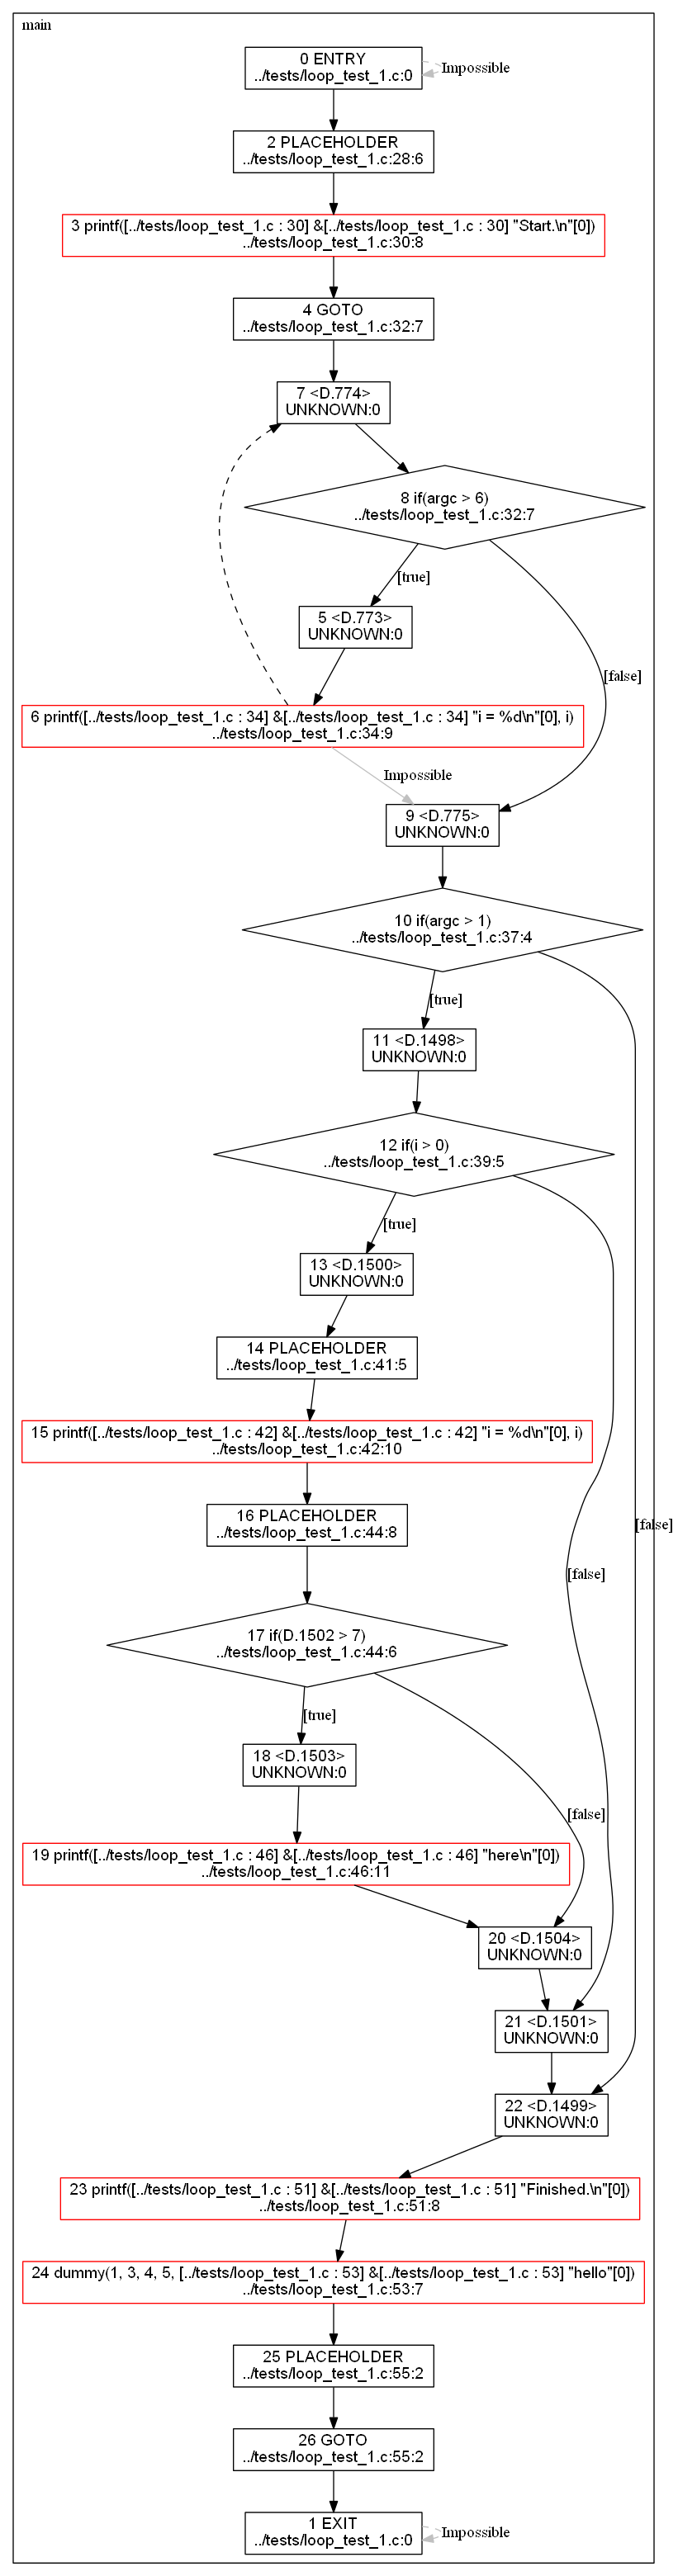 main
0 ENTRY
../tests/loop_test_1.c:0
Impossible
2 PLACEHOLDER
../tests/loop_test_1.c:28:6
3 printf([../tests/loop_test_1.c : 30] &[../tests/loop_test_1.c : 30] "Start.\n"[0])
../tests/loop_test_1.c:30:8
4 GOTO
../tests/loop_test_1.c:32:7
7 <D.774>
UNKNOWN:0
8 if(argc > 6)
../tests/loop_test_1.c:32:7
[true]
5 <D.773>
UNKNOWN:0
[false]
6 printf([../tests/loop_test_1.c : 34] &[../tests/loop_test_1.c : 34] "i = %d\n"[0], i)
../tests/loop_test_1.c:34:9
Impossible
9 <D.775>
UNKNOWN:0
10 if(argc > 1)
../tests/loop_test_1.c:37:4
[true]
11 <D.1498>
UNKNOWN:0
12 if(i > 0)
../tests/loop_test_1.c:39:5
[true]
13 <D.1500>
UNKNOWN:0
14 PLACEHOLDER
../tests/loop_test_1.c:41:5
15 printf([../tests/loop_test_1.c : 42] &[../tests/loop_test_1.c : 42] "i = %d\n"[0], i)
../tests/loop_test_1.c:42:10
16 PLACEHOLDER
../tests/loop_test_1.c:44:8
[false]
[false]
17 if(D.1502 > 7)
../tests/loop_test_1.c:44:6
[true]
18 <D.1503>
UNKNOWN:0
[false]
19 printf([../tests/loop_test_1.c : 46] &[../tests/loop_test_1.c : 46] "here\n"[0])
../tests/loop_test_1.c:46:11
20 <D.1504>
UNKNOWN:0
21 <D.1501>
UNKNOWN:0
22 <D.1499>
UNKNOWN:0
23 printf([../tests/loop_test_1.c : 51] &[../tests/loop_test_1.c : 51] "Finished.\n"[0])
../tests/loop_test_1.c:51:8
24 dummy(1, 3, 4, 5, [../tests/loop_test_1.c : 53] &[../tests/loop_test_1.c : 53] "hello"[0])
../tests/loop_test_1.c:53:7
25 PLACEHOLDER
../tests/loop_test_1.c:55:2
26 GOTO
../tests/loop_test_1.c:55:2
1 EXIT
../tests/loop_test_1.c:0
Impossible